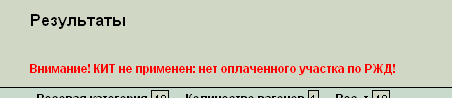 Результаты
Внимание! КИТ не применен: нет оплаченного участка по РЖД!